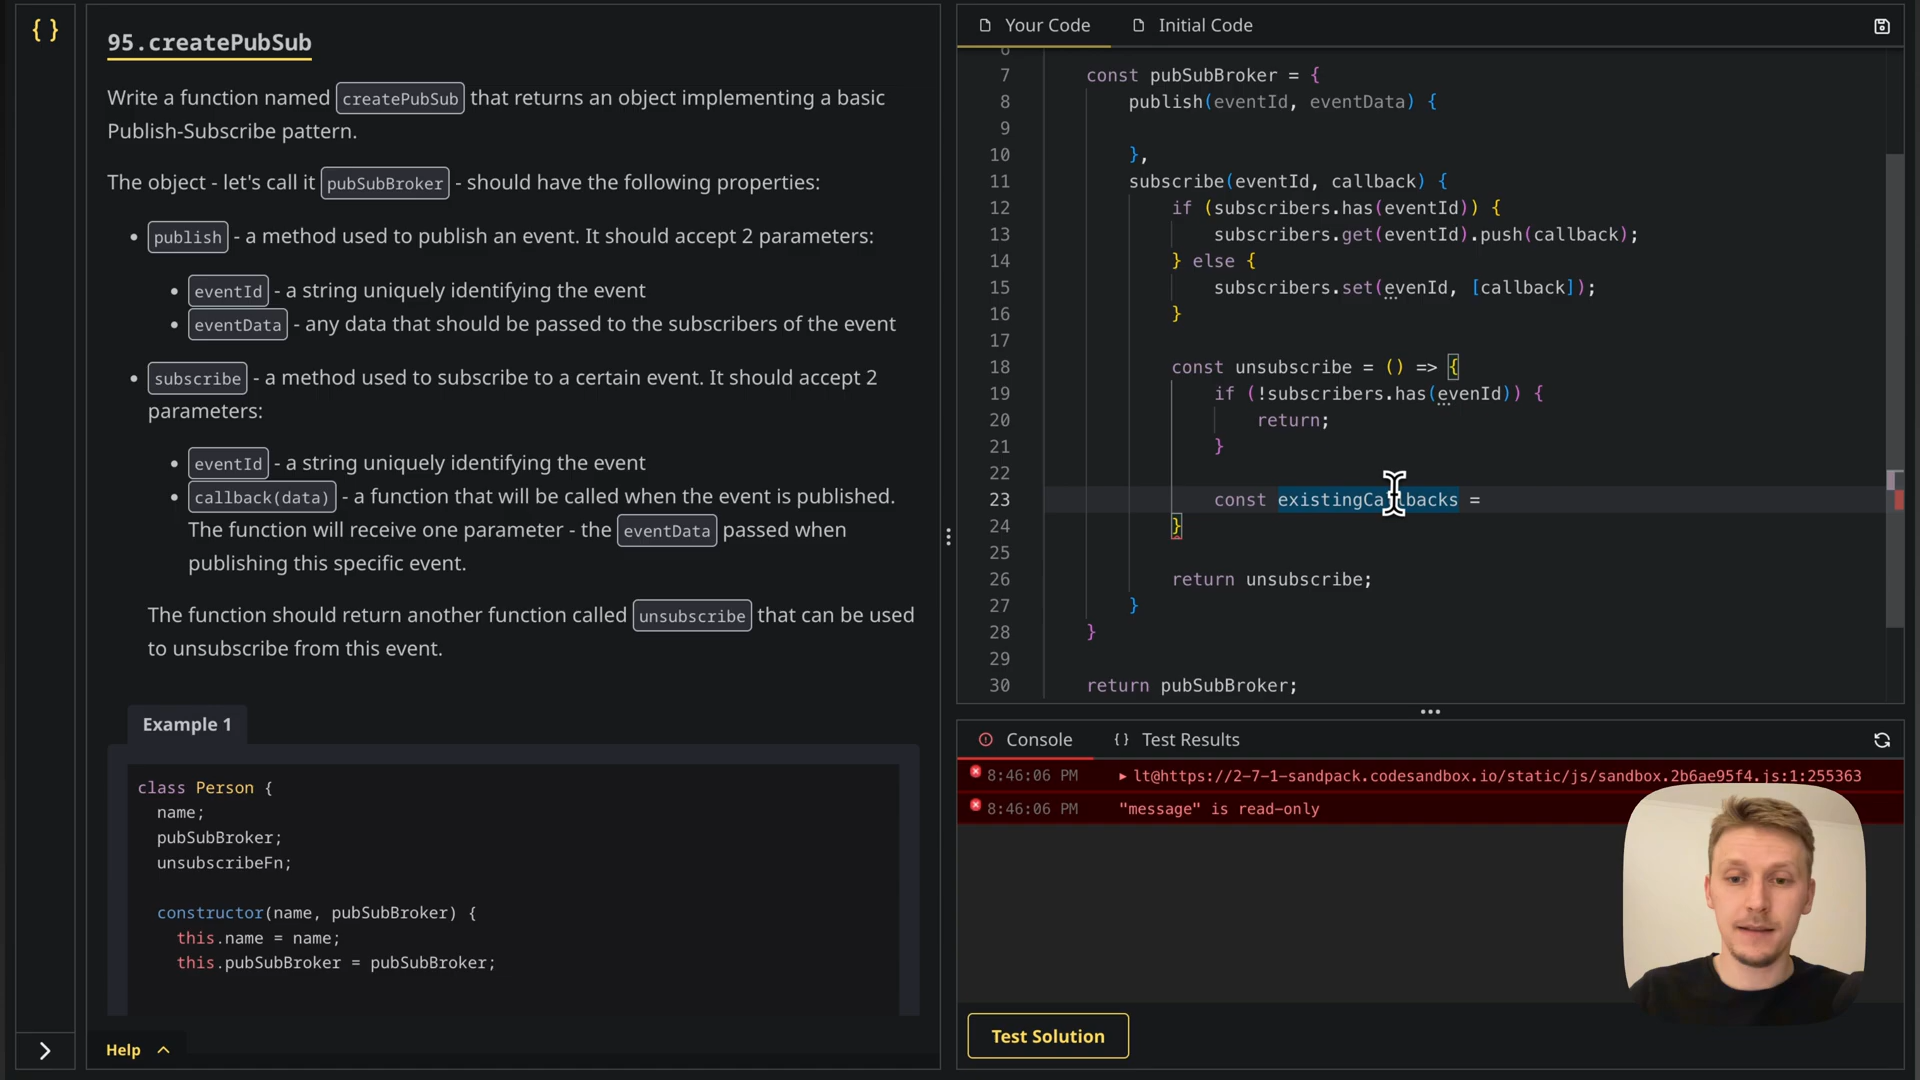 { }
95.createPubSub
Write a function named createPubSub that returns an object implementing a basic
Publish-Subscribe pattern.
The object - let's call it pubSubBroker - should have the following properties:
• publish - a method used to publish an event. It should accept 2 parameters:
• eventId - a string uniquely identifying the event
• eventData - any data that should be passed to the subscribers of the event
• subscribe - a method used to subscribe to a certain event. It should accept 2
parameters:
• eventId - a string uniquely identifying the event
• callback(data) - a function that will be called when the event is published.
The function will receive one parameter - the eventData passed when
publishing this specific event.
The function should return another function called unsubscribe that can be used
to unsubscribe from this event.
Example 1
class Person {
name;
pubSubBroker;
unsubscribeFn;
constructor(name, pubSubBroker) {
this.name = name;
this.pubSubBroker = pubSubBroker;
Help
Your Code
Initial Code
6
7 const pubSubBroker = {
8 publish(eventId, eventData) {
9
10 },
11 subscribe(eventId, callback) {
12 if (subscribers.has(eventId)) {
13 subscribers.get(eventId).push(callback);
14 } else {
15 subscribers.set(evenId, [callback]);
16 }
17
18 const unsubscribe = () => {
19 if (!subscribers.has(evenId)) {
20 return;
21 }
22
23 const existingCallbacks =
24 }
25
26 return unsubscribe;
27 }
28 }
29
30 return pubSubBroker;
Console
{} Test Results
8:46:06 PM ▸ lt@https://2-7-1-sandpack.codesandbox.io/static/js/sandbox.2b6ae95f4.js:1:255363
8:46:06 PM "message" is read-only
Test Solution